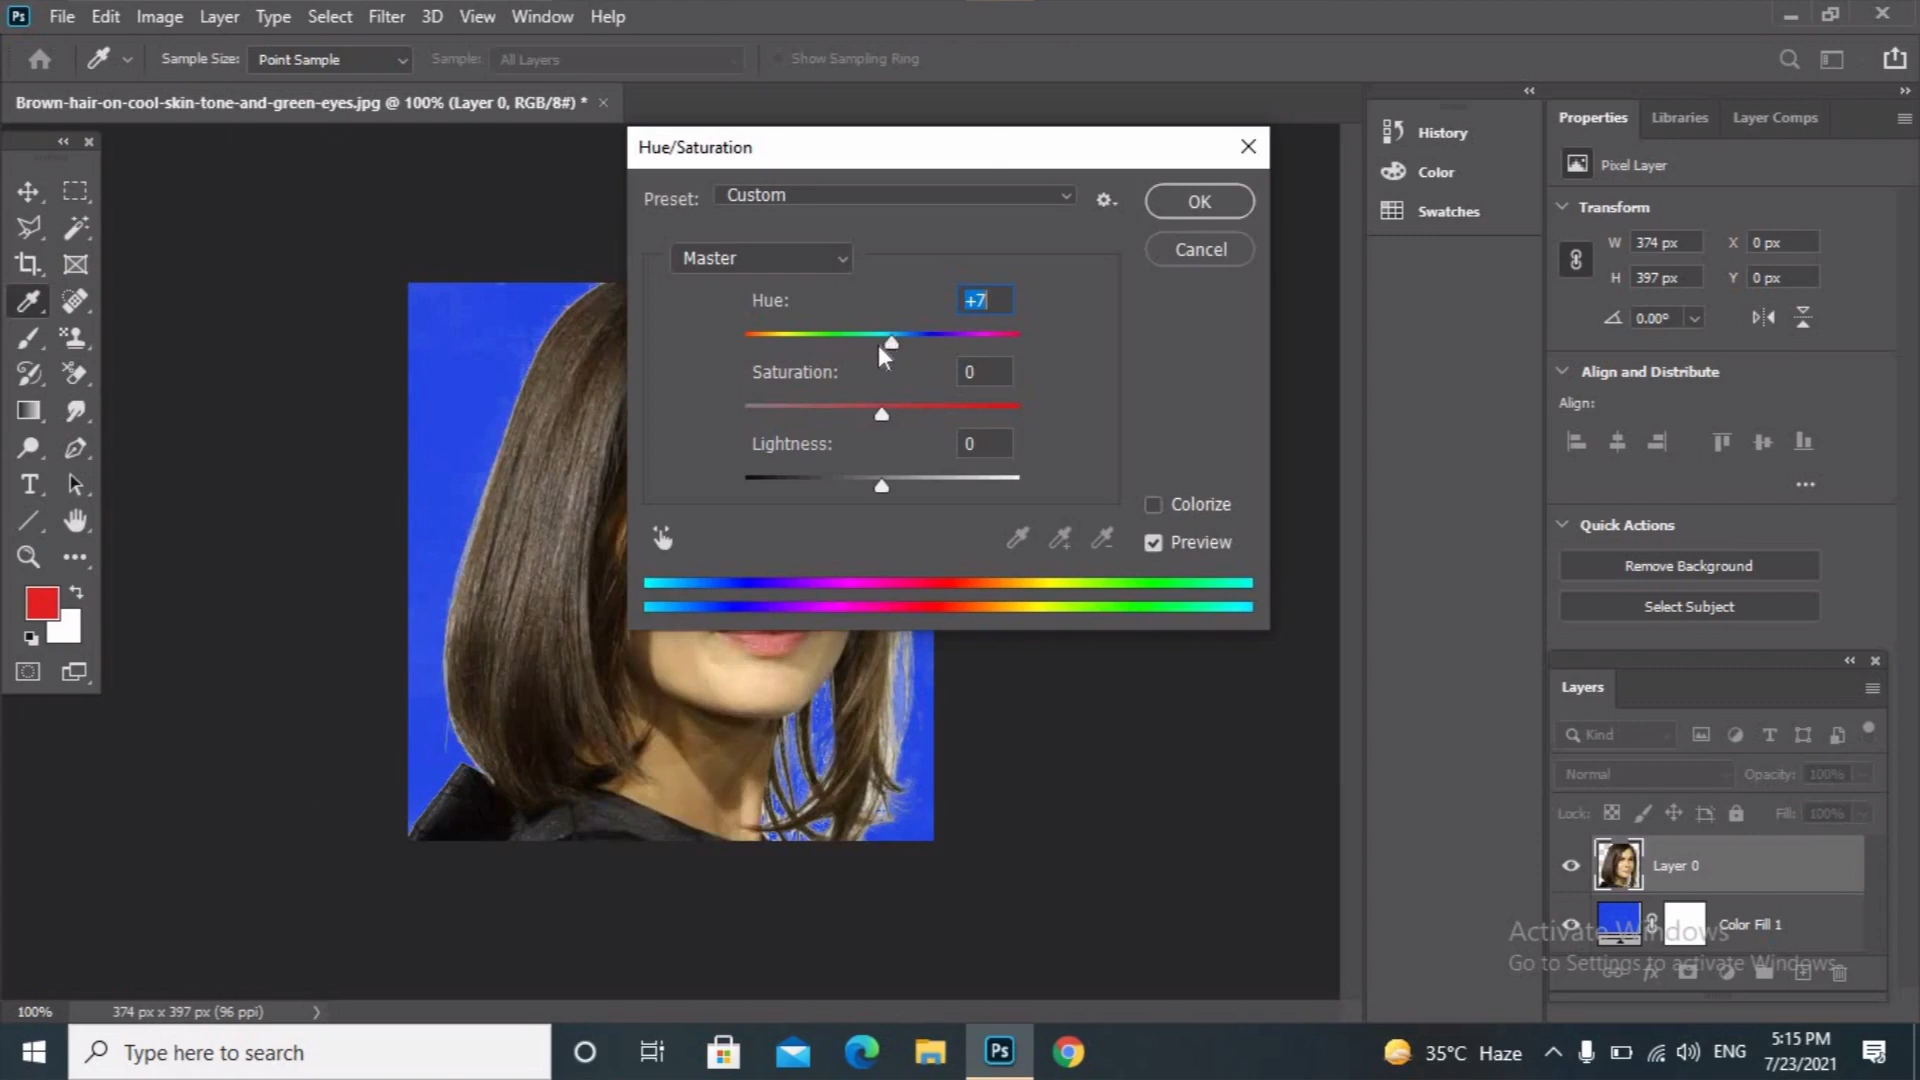 Ps File Edit Image Layer Type Select Filter 3D View Window Help
Sample Size: Point Sample Sample: All Layers Show Sampling Ring
Brown-hair-on-cool-skin-tone-and-green-eyes.jpg @ 100% (Layer 0, RGB/8#) *
Hue/Saturation
Preset: Custom
OK
Cancel
Master
Hue: +7
Saturation: 0
Lightness: 0
Colorize
Preview
History
Color
Swatches
Properties Libraries Layer Comps
Pixel Layer
Transform
W 374 px X 0 px
H 397 px Y 0 px
0.00°
Align and Distribute
Align:
Quick Actions
Remove Background
Select Subject
Layers
Kind
Normal Opacity: 100%
Lock: Fill: 100%
Layer 0
Color Fill 1
Activate Windows
Go to Settings to activate Windows.
100% 374 px x 397 px (96 ppi)
Type here to search
Ps
35°C Haze
ENG
5:15 PM
7/23/2021